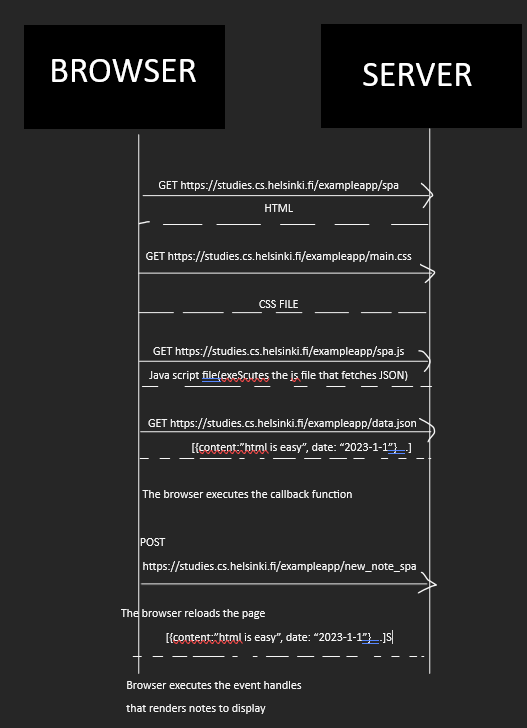 BROWSER
SERVER
GET https://studies.cs.helsinki.fi/exampleapp/spa
HTML
GET https://studies.cs.helsinki.fi/exampleapp/main.css
CSS FILE
GET https://studies.cs.helsinki.fi/exampleapp/spa.js
Java script file(exeScutes the js file that fetches JSON)
GET https://studies.cs.helsinki.fi/exampleapp/data.json
[{content:”html is easy”, date: “2023-1-1”}....]
The browser executes the callback function
POST
https://studies.cs.helsinki.fi/exampleapp/new_note_spa
The browser reloads the page
[{content:”html is easy”, date: “2023-1-1”}....]S
Browser executes the event handles
that renders notes to display